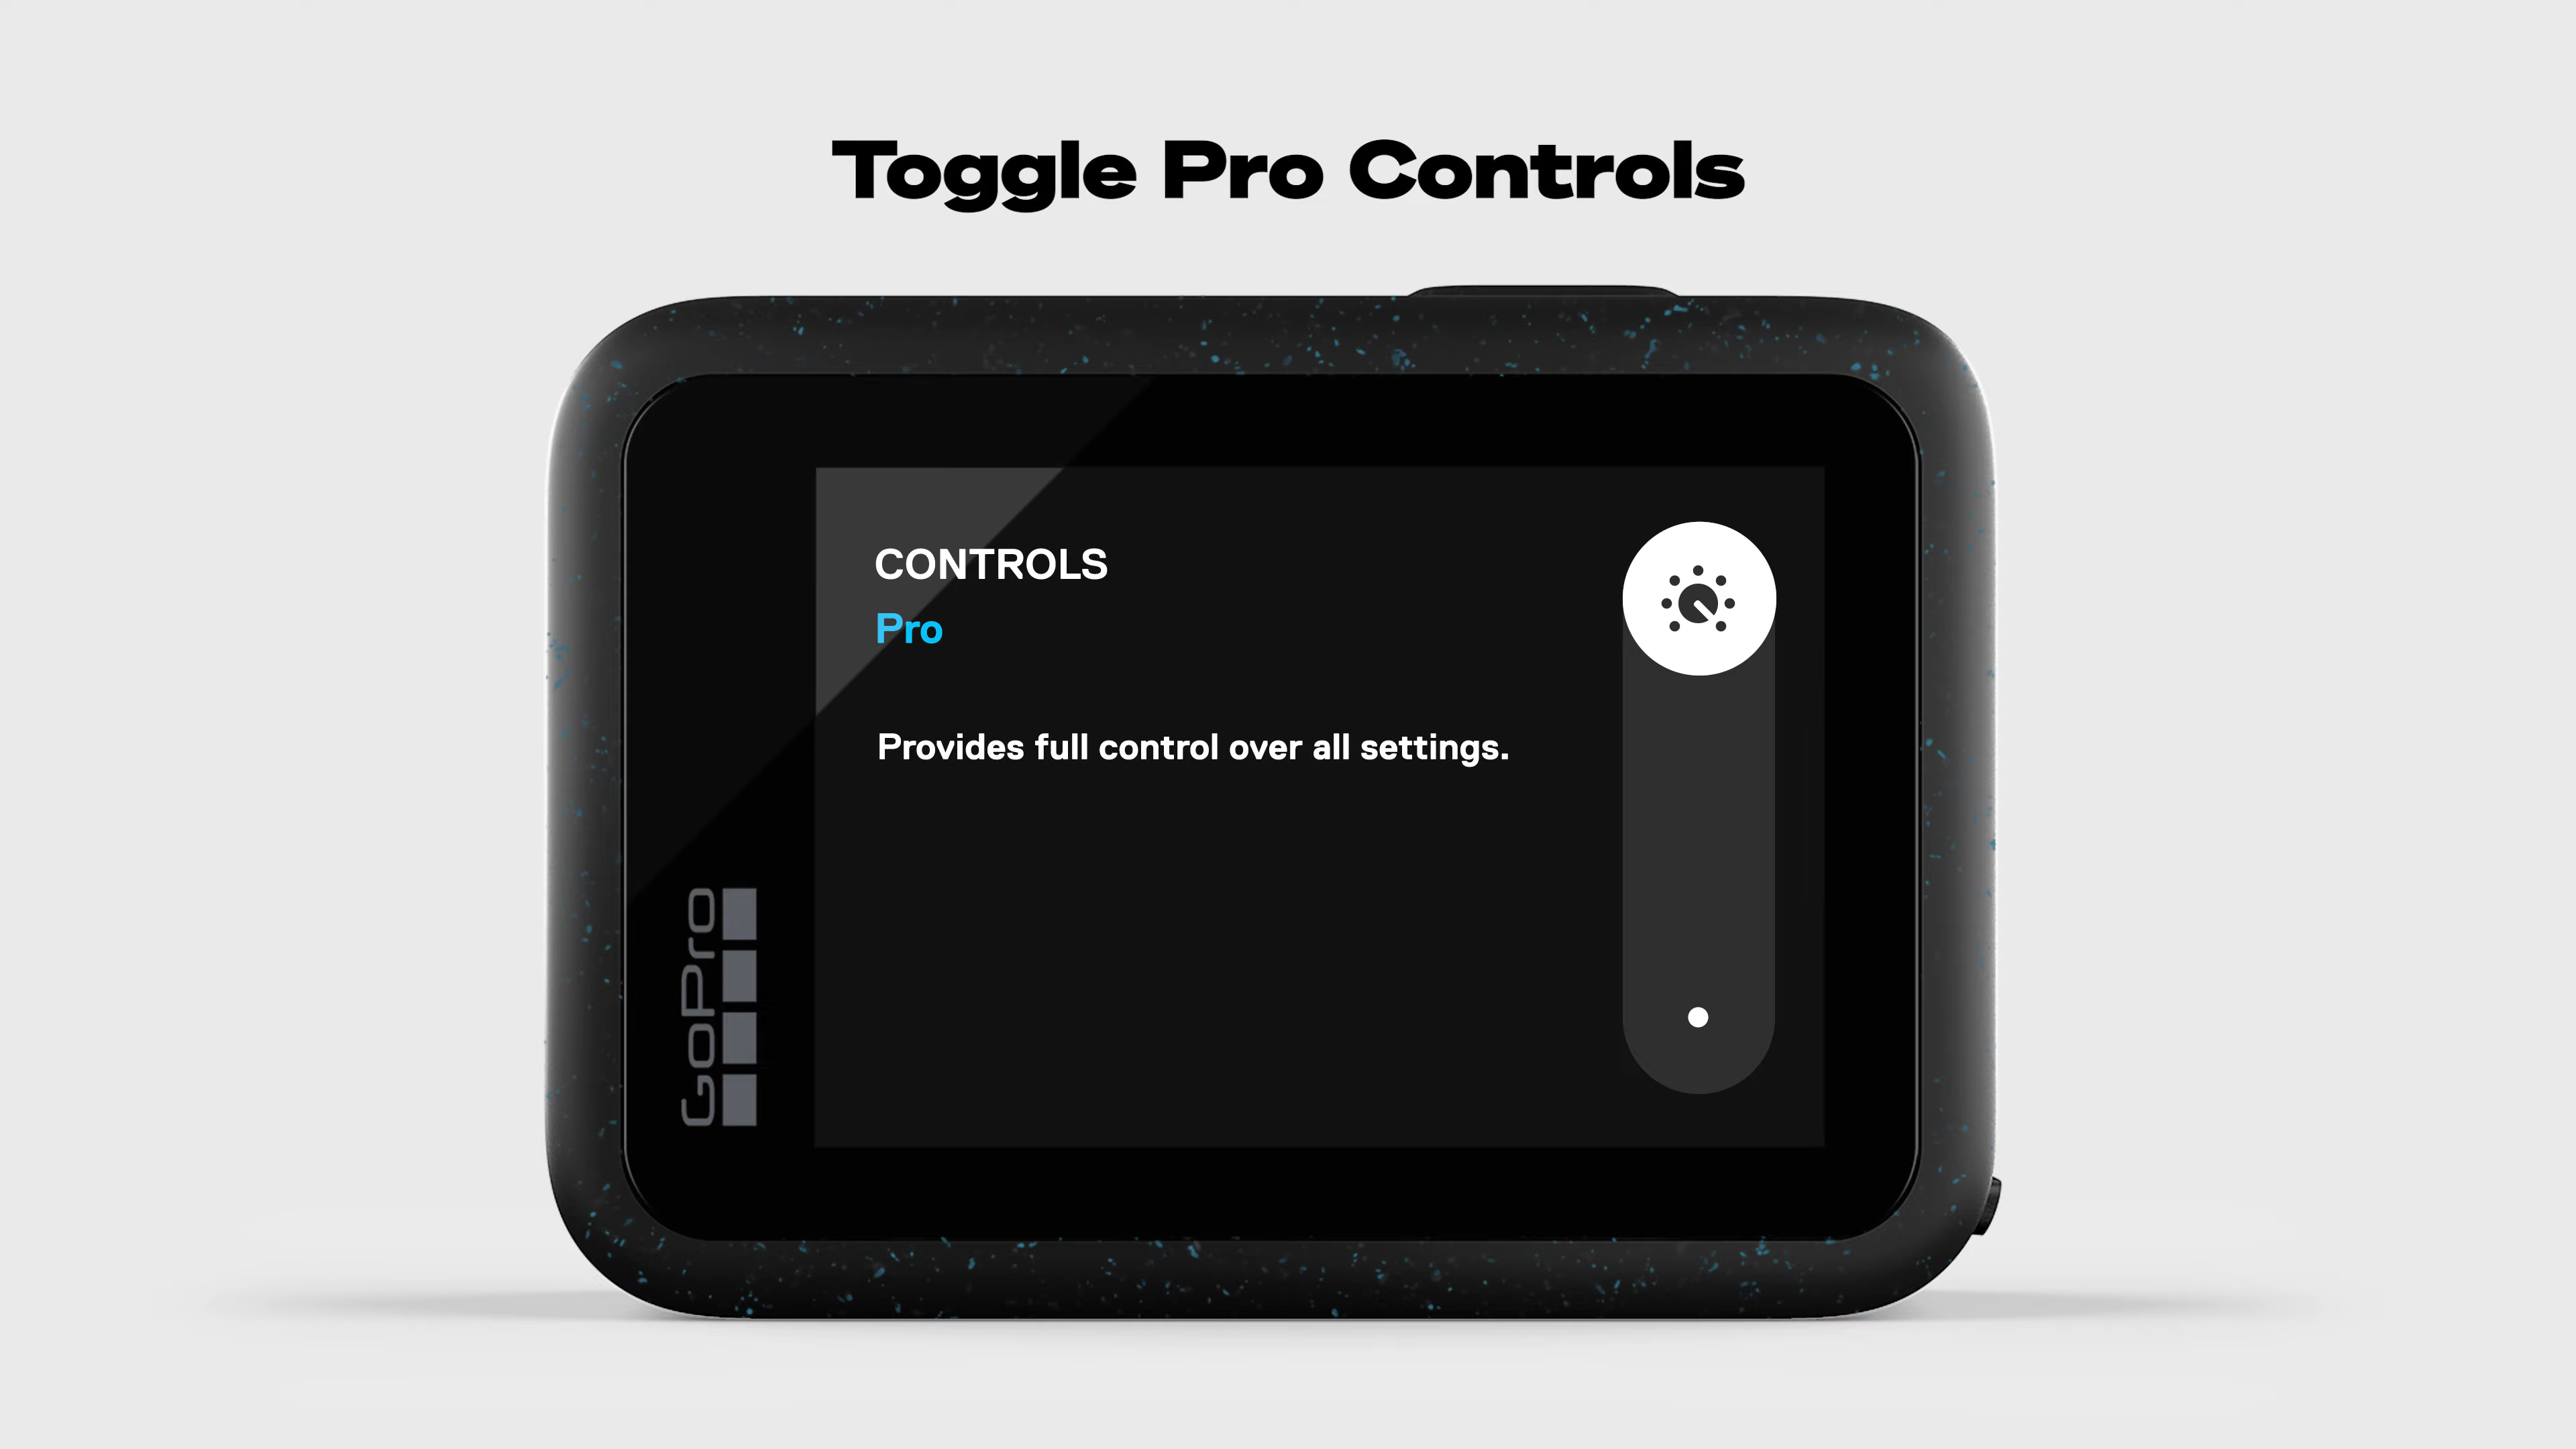 Toggle Pro Controls
CONTROLS
Pro
Provides full control over all settings.
GoPro